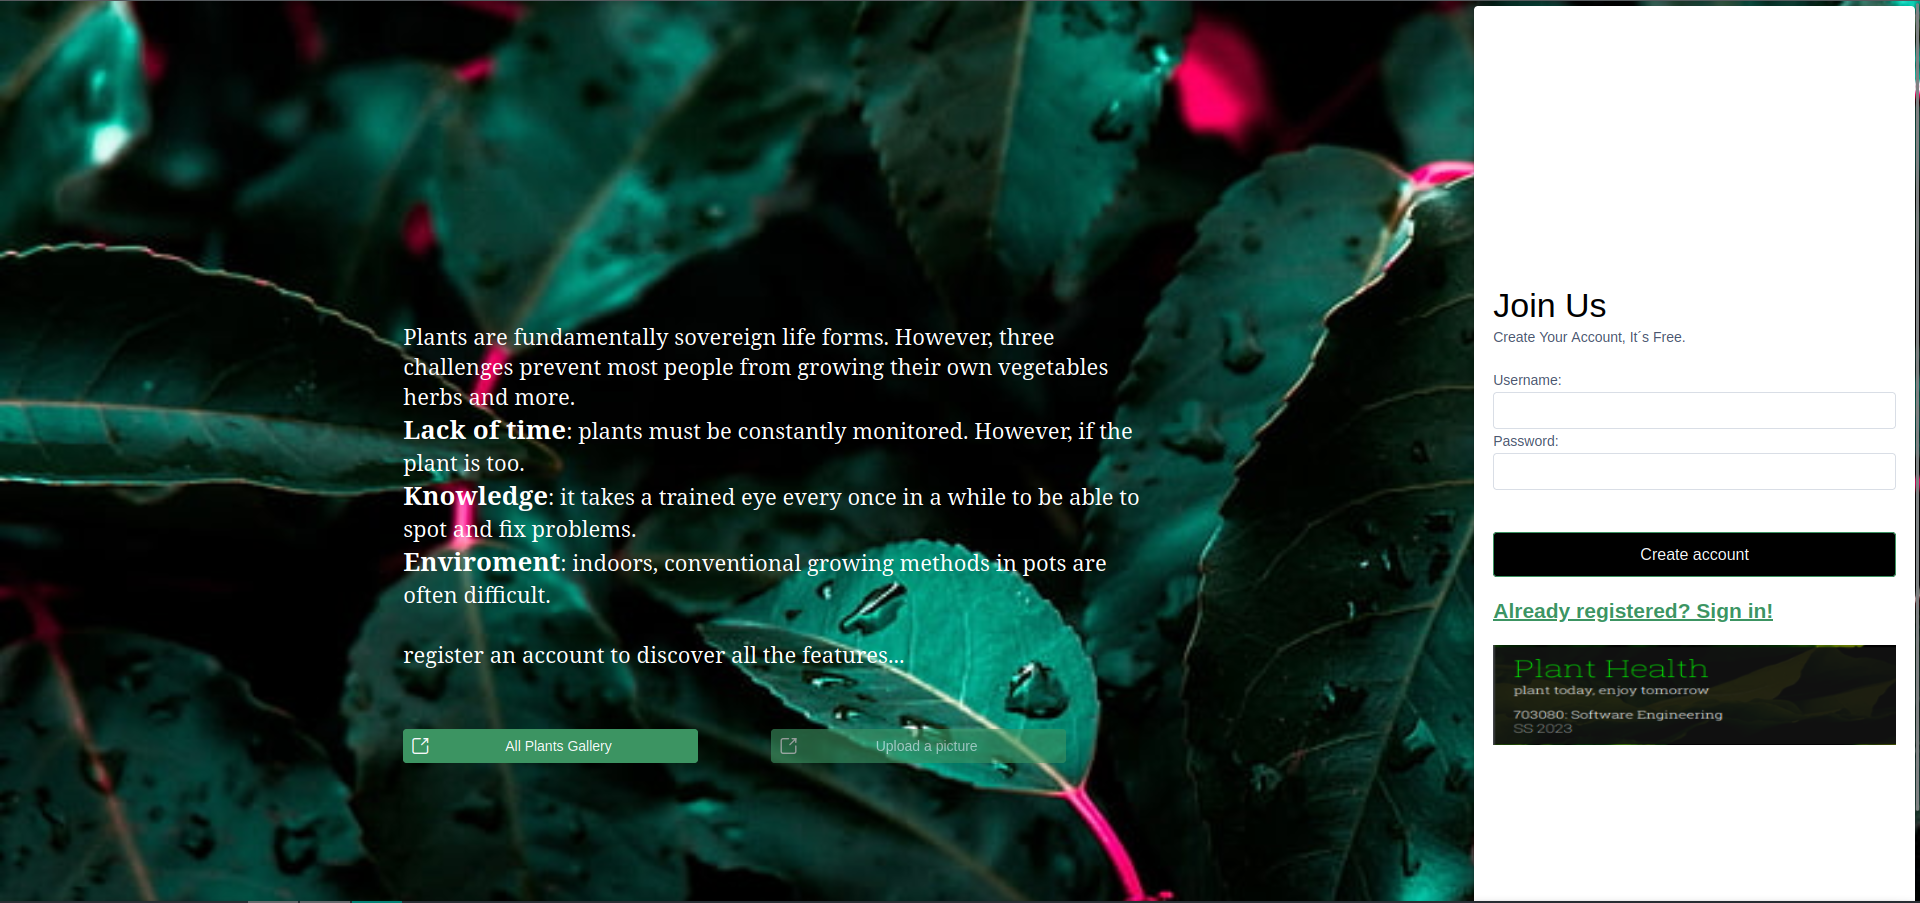 Plants are fundamentally sovereign life forms. However, three
challenges prevent most people from growing their own vegetables
herbs and more.
Lack of time: plants must be constantly monitored. However, if the
plant is too.
Knowledge: it takes a trained eye every once in a while to be able to
spot and fix problems.
Enviroment: indoors, conventional growing methods in pots are
often difficult.
register an account to discover all the features...
All Plants Gallery
Upload a picture
Join Us
Create Your Account, It´s Free.
Username:
Password:
Create account
Already registered? Sign in!
Plant Health
plant today, enjoy tomorrow
703080: Software Engineering
SS 2023